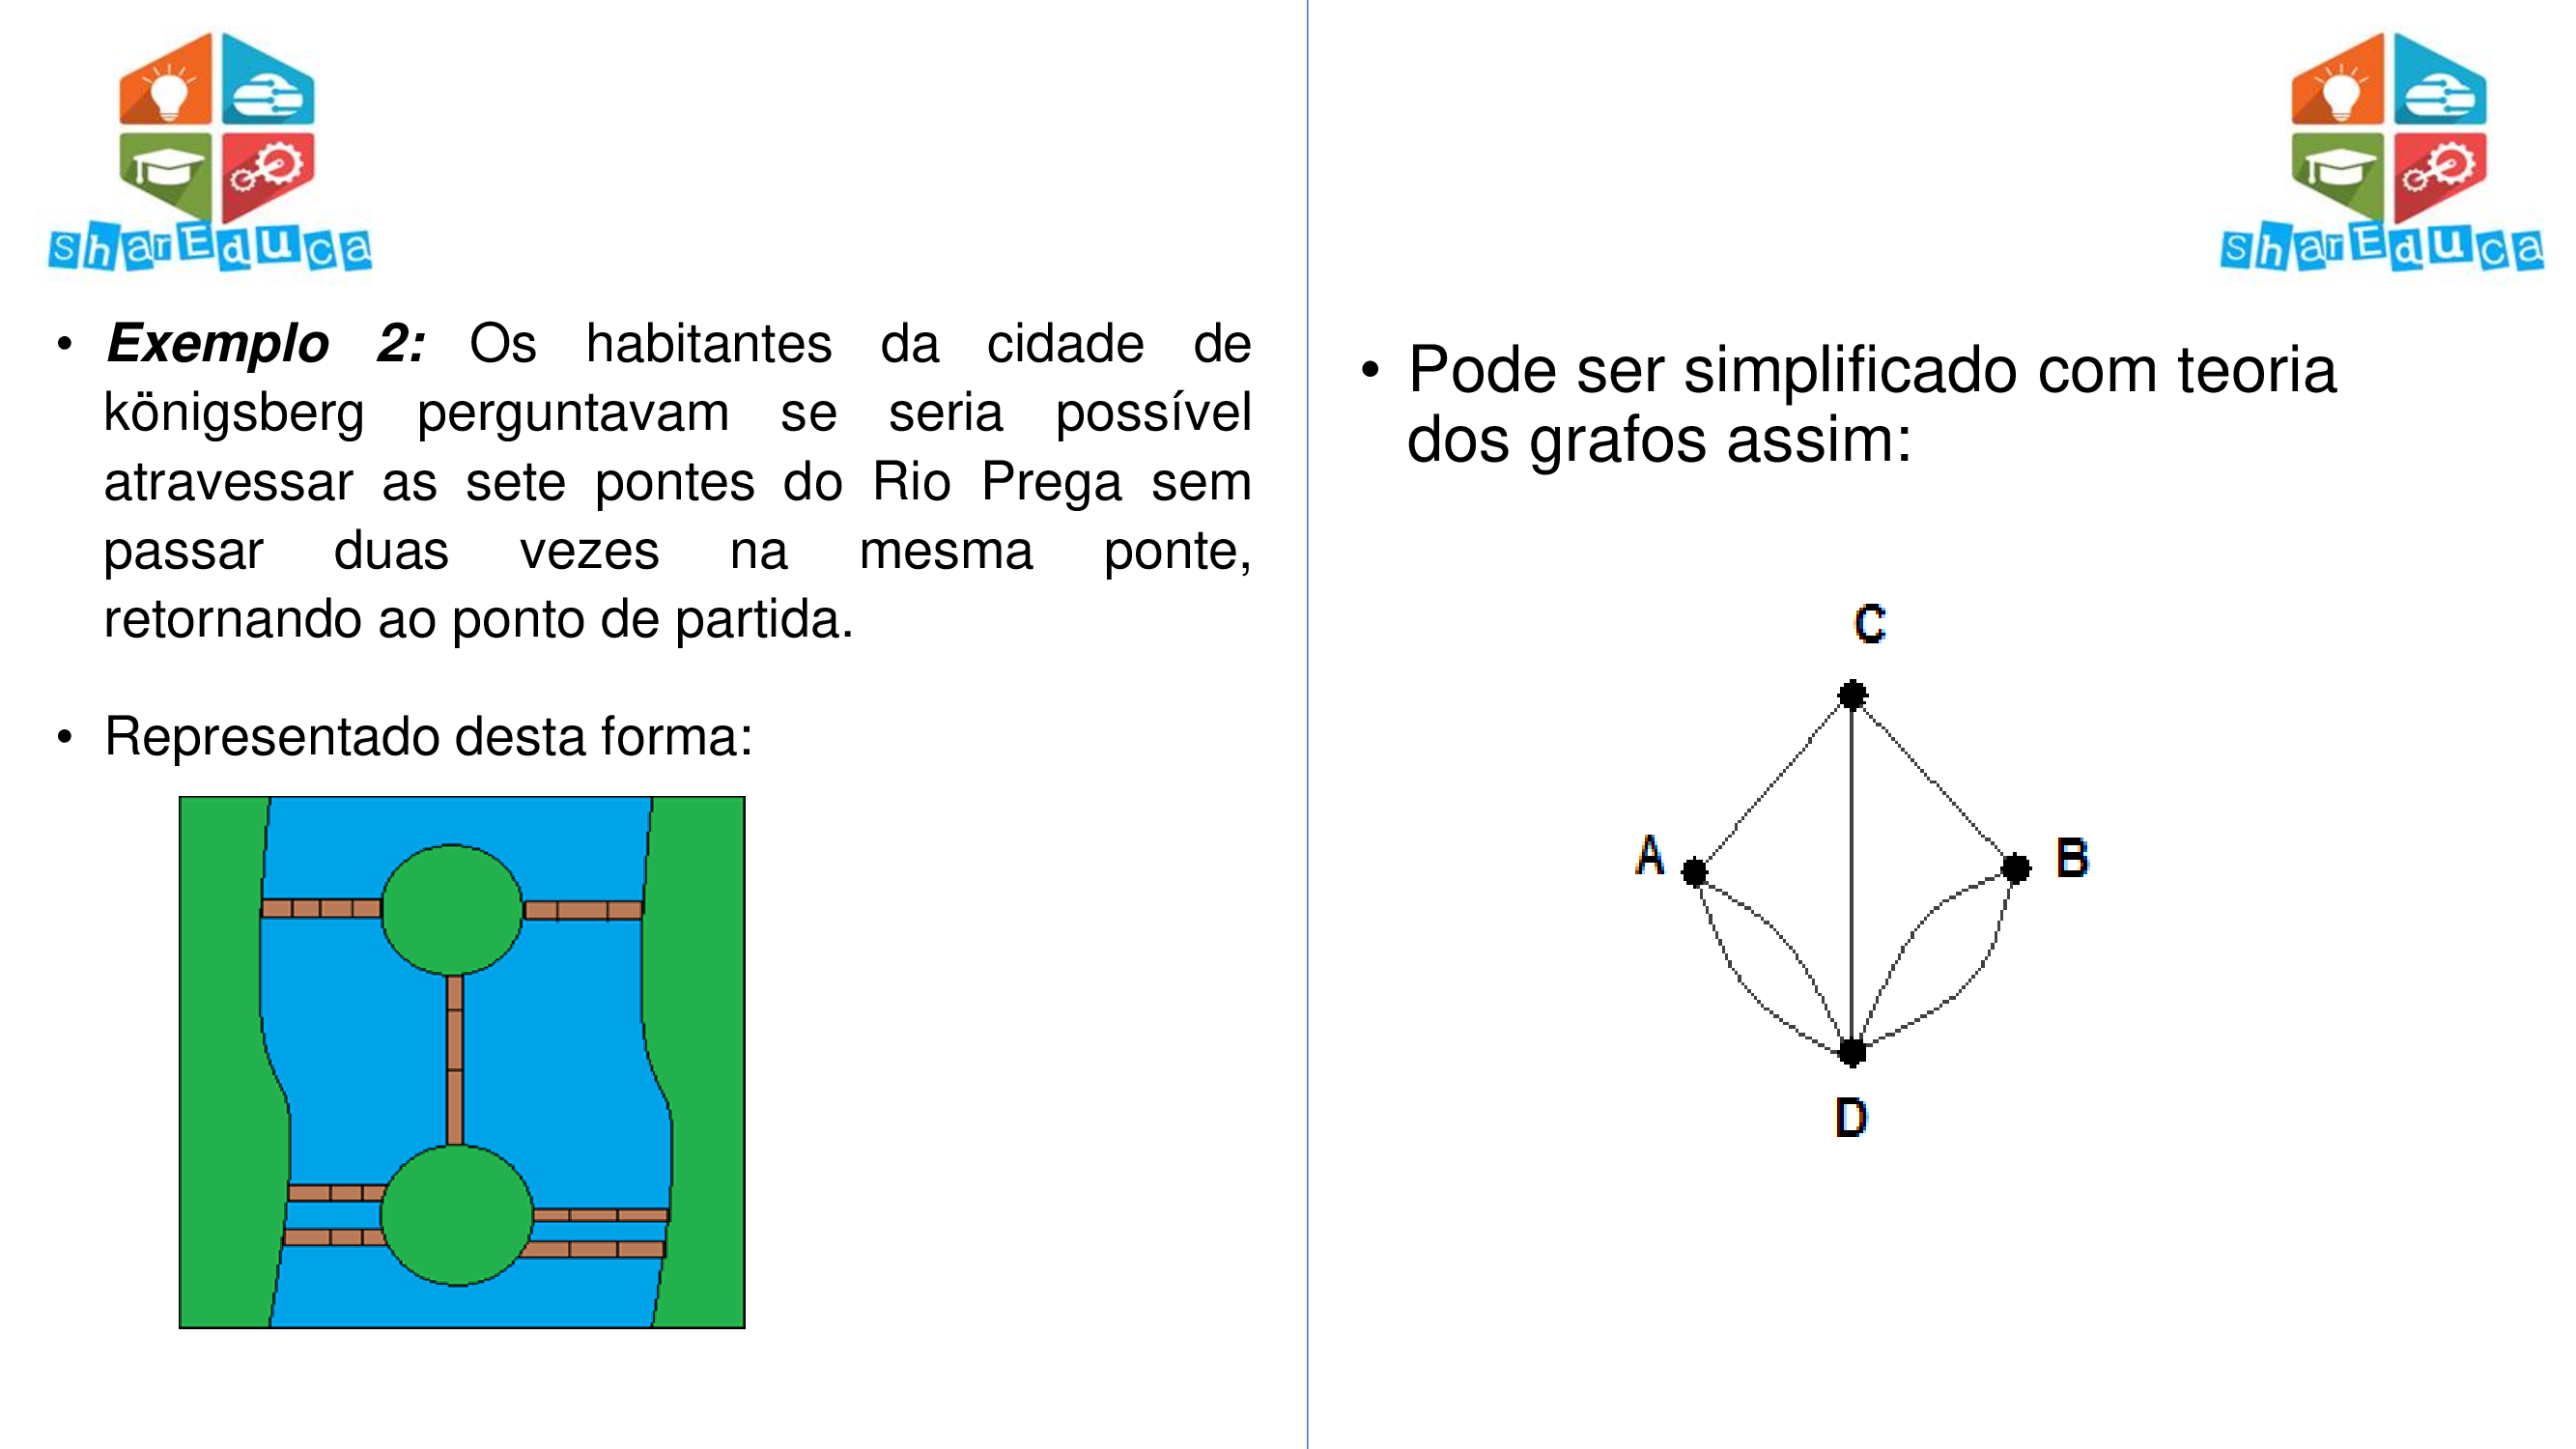 sharEduca
sharEduca
• Exemplo 2: Os habitantes da cidade de
königsberg perguntavam se seria possível
atravessar as sete pontes do Rio Prega sem
passar duas vezes na mesma ponte,
retornando ao ponto de partida.
• Representado desta forma:
• Pode ser simplificado com teoria
dos grafos assim:
C
A
B
D